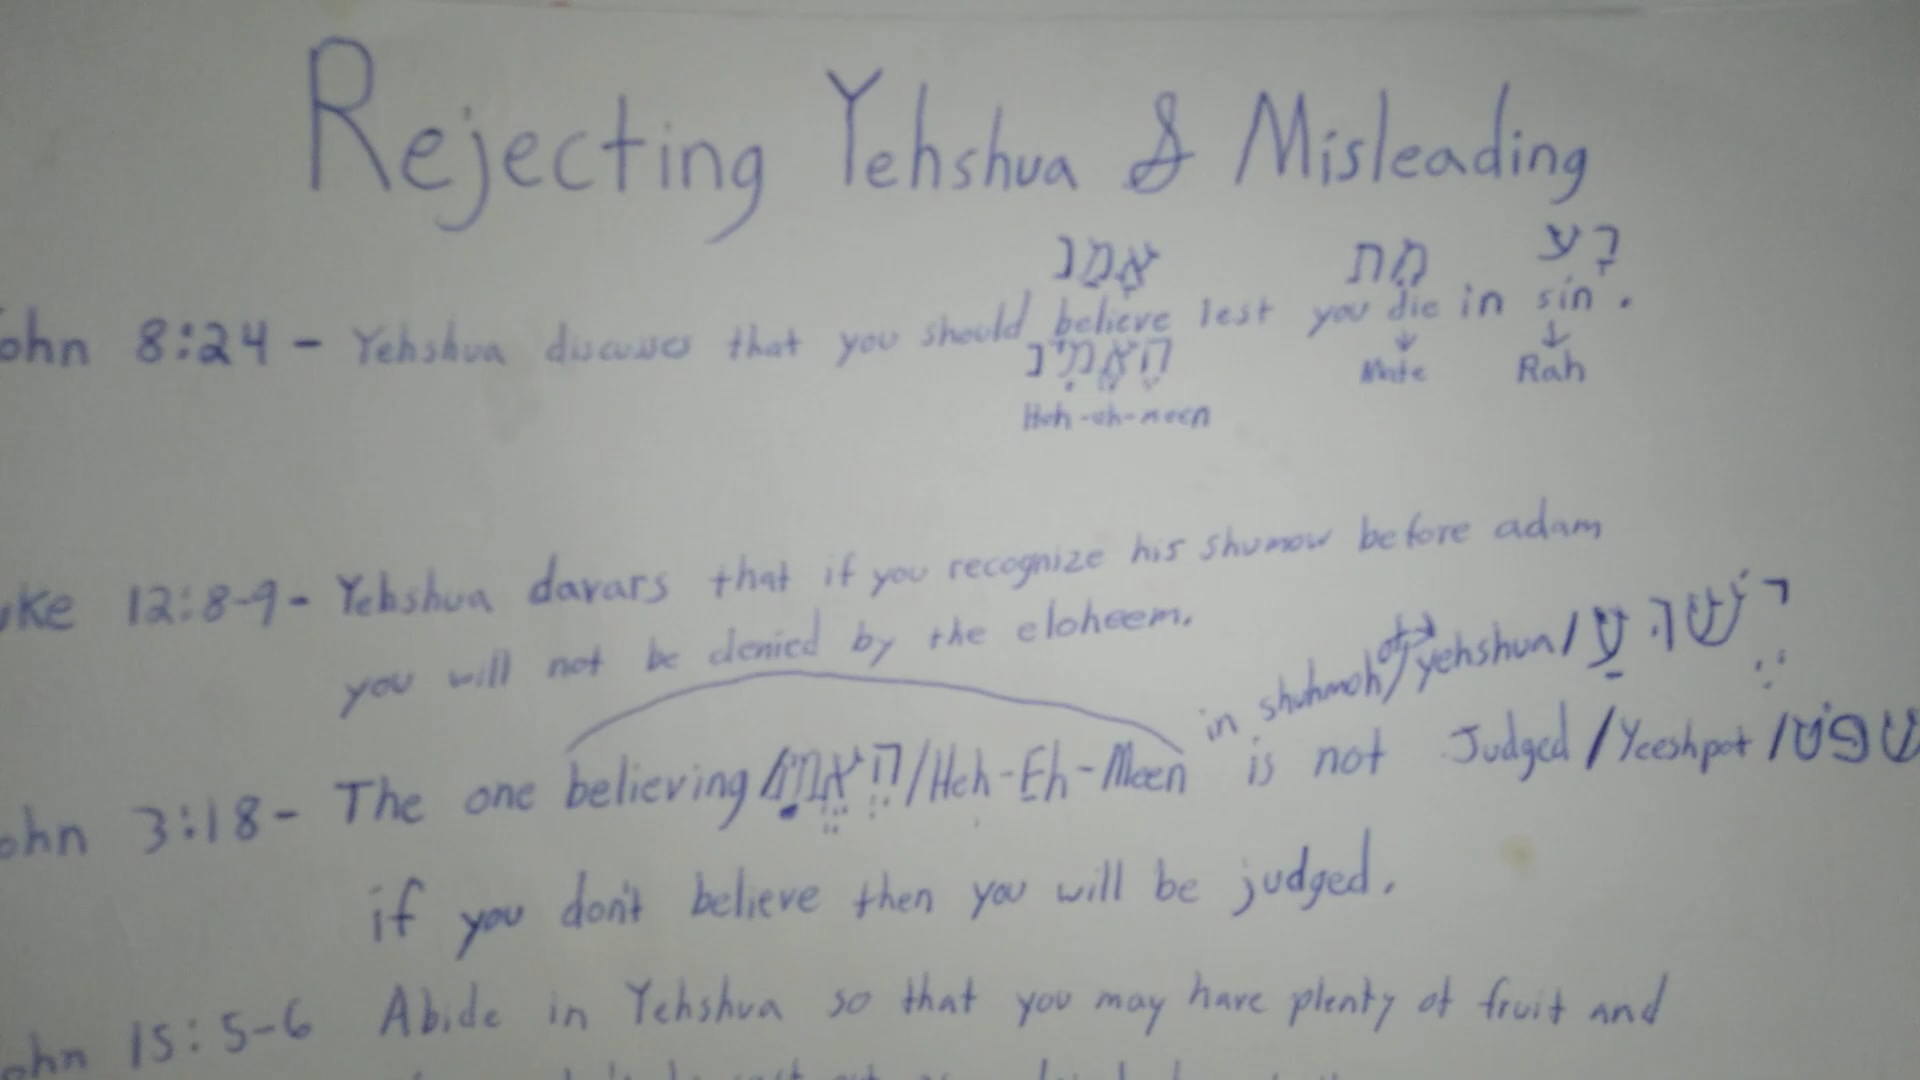 Rejecting Yehshua & Misleading
אָמַנ מֵת רָע
ohn 8:24 - Yehshua discusses that you should believe lest you die in sin.
הֶאֱמִינ Rah
Heh-eh-meen
uke 12:8-9- Yehshua davars that if you recognize his shumow before adam
you will not be denied by the eloheem.
in shuhmoh of yehshua/
ohn 3:18- The one believing/ /Heh-Eh-Meen is not Judged/Yeeshpot/
if you don't believe then you will be judged.
ohn 15:5-6 Abide in Yehshua so that you may have plenty of fruit and